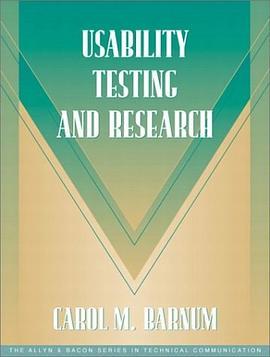 USABILITY
TESTING
AND RESEARCH
CAROL M. BARNUM
THE ALLYN & BACON SERIES IN TECHNICAL COMMUNICATION